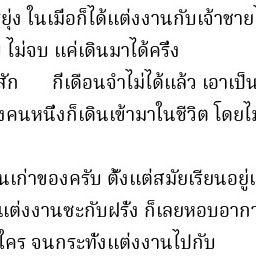 ยุ่ง ในเมื่อก็ได้แต่งงานกับเจ้าชาย
ไม่จบ แค่เดินมาได้ครึ่ง
สัก กี่เดือนจำไม่ได้แล้ว เอาเป็น
งคนหนึ่งก็เดินเข้ามาในชีวิต โดยไม่
นเก่าของครับ ตั้งแต่สมัยเรียนอยู่
แต่งงานซะกับฝรั่ง ก็เลยหอบอากา
ใคร จนกระทั่งแต่งงานไปกับ